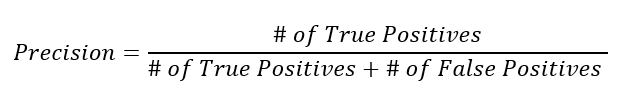 Precision = # of True Positives / # of True Positives + # of False Positives